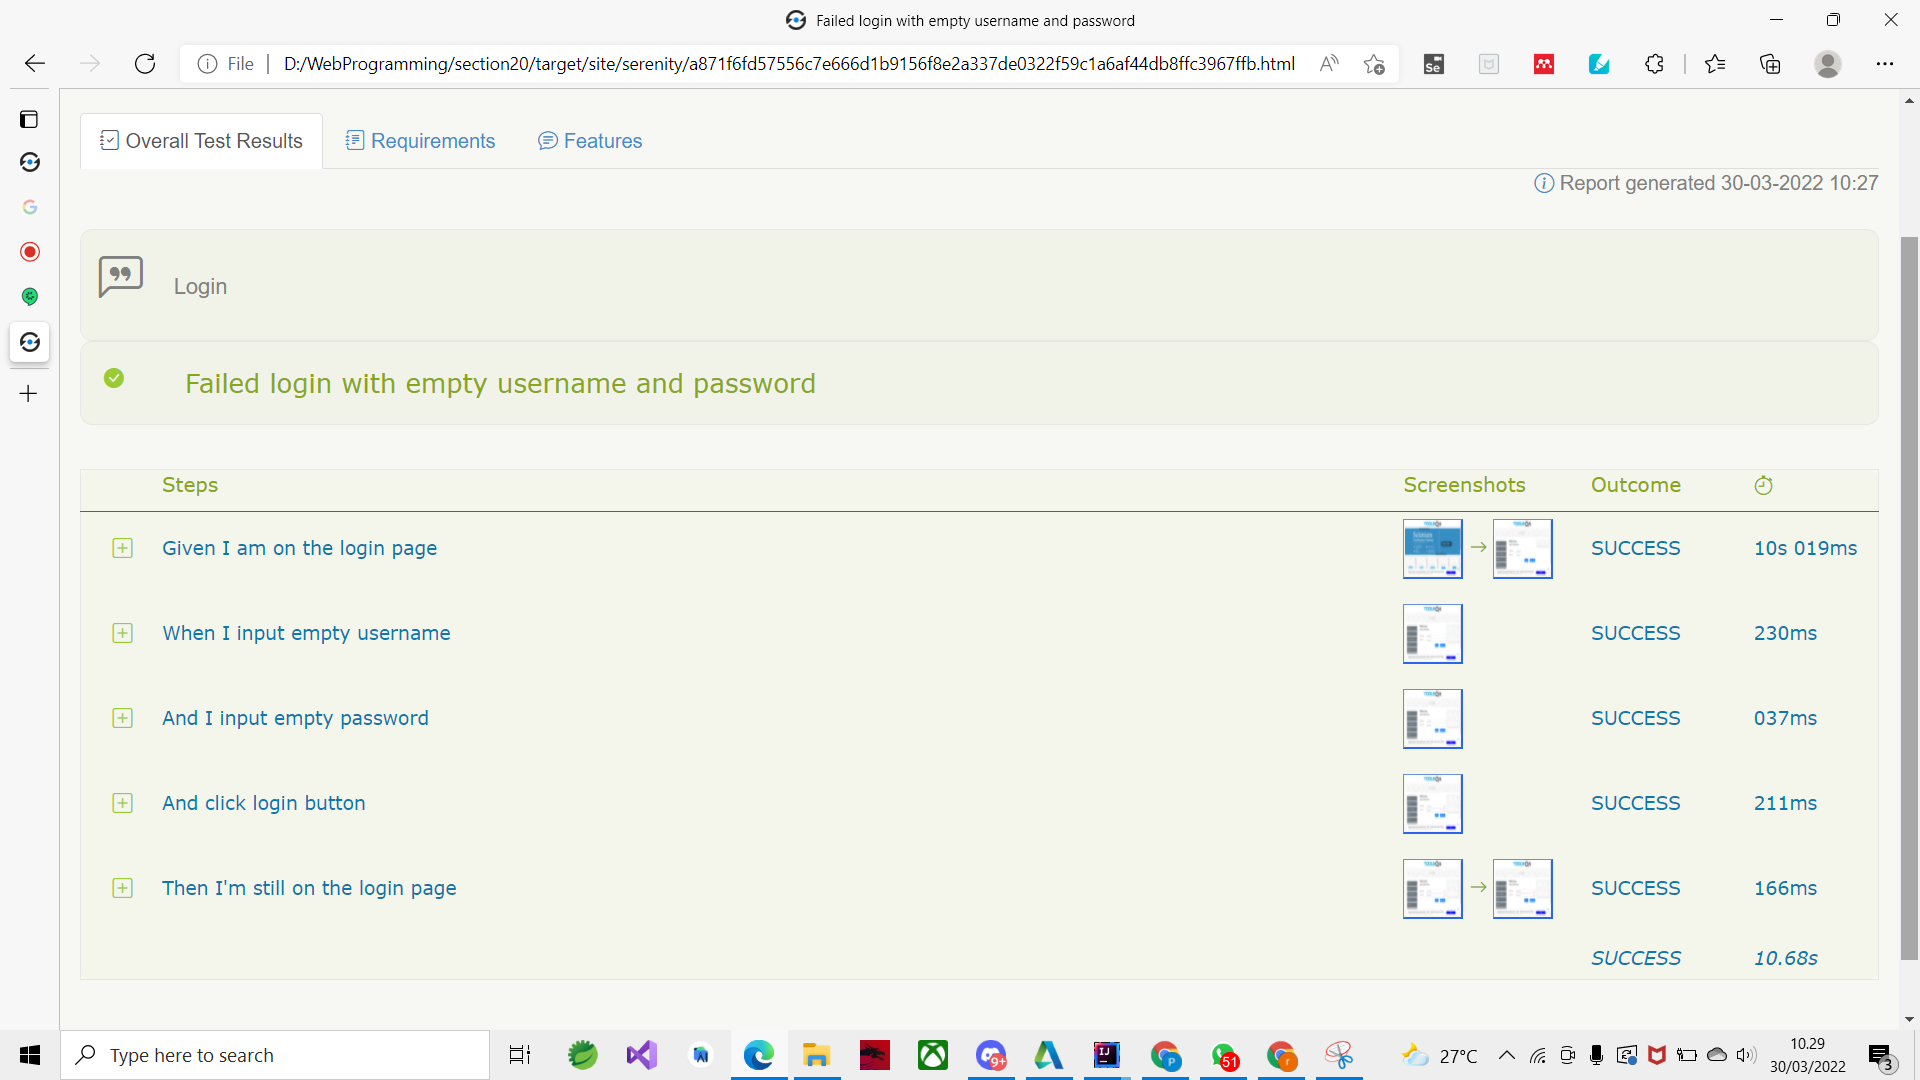 Failed login with empty username and password
File
D:/WebProgramming/section20/target/site/serenity/a871f6fd57556c7e666d1b9156f8e2a337de0322f59c1a6af44db8ffc3967ffb.html
Overall Test Results
Requirements
Features
Report generated 30-03-2022 10:27
Login
Failed login with empty username and password
Steps Screenshots Outcome
Given I am on the login page SUCCESS 10s 019ms
When I input empty username SUCCESS 230ms
And I input empty password SUCCESS 037ms
And click login button SUCCESS 211ms
Then I'm still on the login page SUCCESS 166ms
SUCCESS 10.68s
Type here to search
9+
51
27°C
10.29
30/03/2022
3